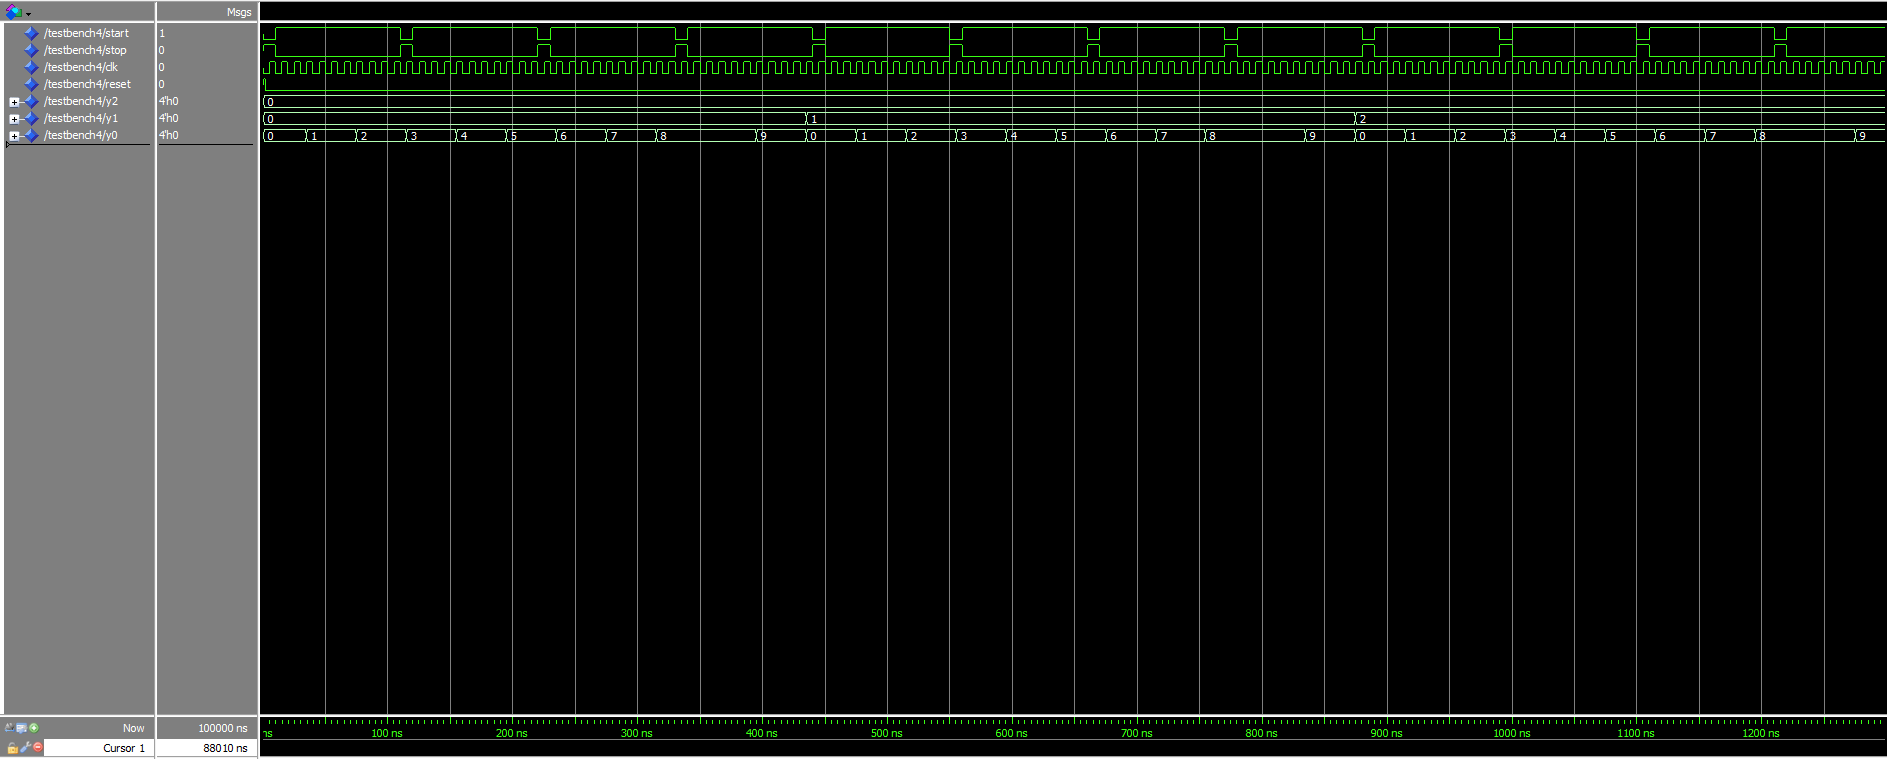 Msgs
/testbench4/start 1
/testbench4/stop 0
/testbench4/clk 0
/testbench4/reset 0
/testbench4/y2 4'h0 0
/testbench4/y1 4'h0 0 1 2
/testbench4/y0 4'h0 0 1 2 3 4 5 6 7 8 9 0 1 2 3 4 5 6 7 8 9 0 1 2 3 4 5 6 7 8 9
Now 100000 ns ns 100 ns 200 ns 300 ns 400 ns 500 ns 600 ns 700 ns 800 ns 900 ns 1000 ns 1100 ns 1200 ns
Cursor 1 88010 ns